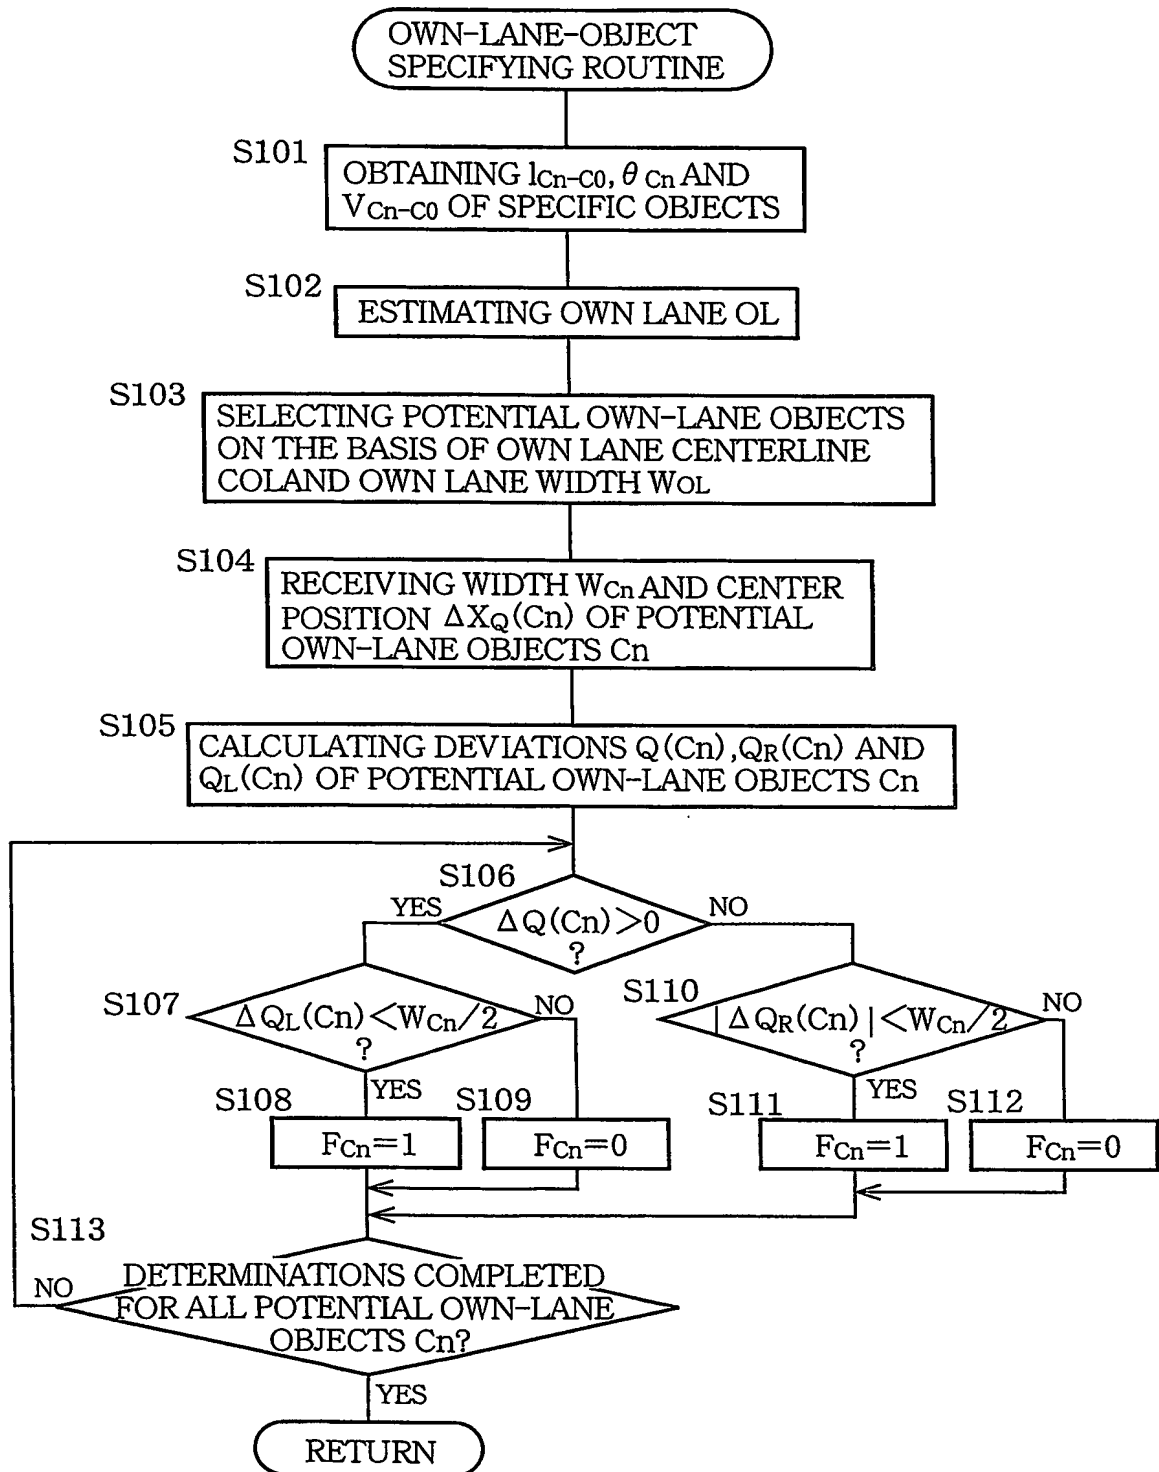 OWN-LANE-OBJECT
SPECIFYING ROUTINE
S101
OBTAINING lCn-C0, θCn AND
VCn-C0 OF SPECIFIC OBJECTS
S102
ESTIMATING OWN LANE OL
S103
SELECTING POTENTIAL OWN-LANE OBJECTS
ON THE BASIS OF OWN LANE CENTERLINE
COLAND OWN LANE WIDTH WOL
S104
RECEIVING WIDTH WCn AND CENTER
POSITION ΔXQ(Cn) OF POTENTIAL
OWN-LANE OBJECTS Cn
S105
CALCULATING DEVIATIONS Q(Cn),QR(Cn) AND
QL(Cn) OF POTENTIAL OWN-LANE OBJECTS Cn
S106
YES
ΔQ(Cn)>0
?
NO
S107
ΔQL(Cn)<WCn/2
?
NO
YES
S110
|ΔQR(Cn)|<WCn/2
?
NO
YES
S108
FCn=1
S109
FCn=0
S111
FCn=1
S112
FCn=0
S113
NO
DETERMINATIONS COMPLETED
FOR ALL POTENTIAL OWN-LANE
OBJECTS Cn?
YES
RETURN